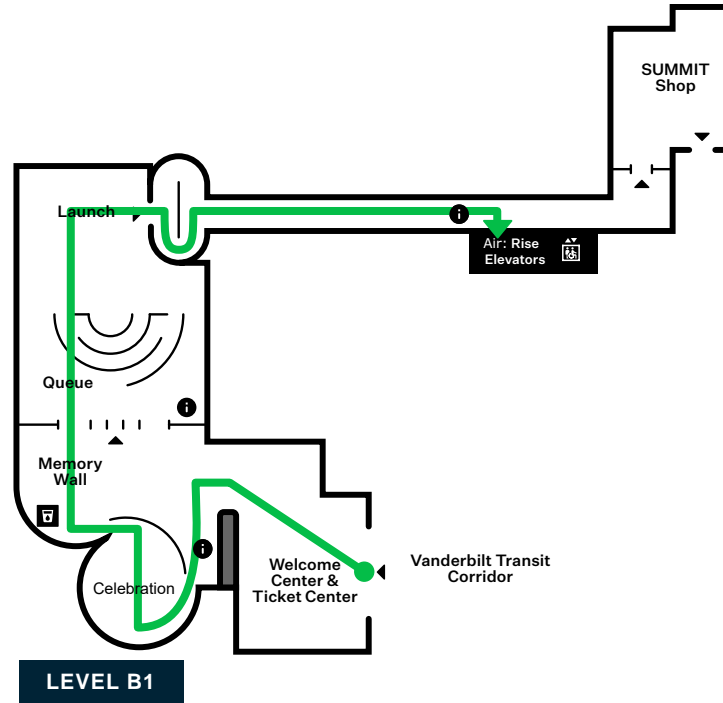 SUMMIT
Shop
Launch
i
Air: Rise
Elevators
Queue
i
Memory
Wall
i
Celebration
Welcome
Center &
Ticket Center
Vanderbilt Transit
Corridor
LEVEL B1